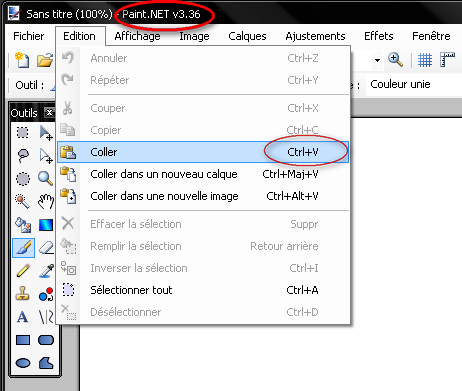 Sans titre (100%) - Paint.NET v3.36
Fichier Edition Affichage Image Calques Ajustements Effets Fenêtre
Outil : Couleur unie
Outils
Annuler Ctrl+Z
Répéter Ctrl+Y
Couper Ctrl+X
Copier Ctrl+C
Coller Ctrl+V
Coller dans un nouveau calque Ctrl+Maj+V
Coller dans une nouvelle image Ctrl+Alt+V
Effacer la sélection Suppr
Remplir la sélection Retour arrière
Inverser la sélection Ctrl+I
Sélectionner tout Ctrl+A
Désélectionner Ctrl+D